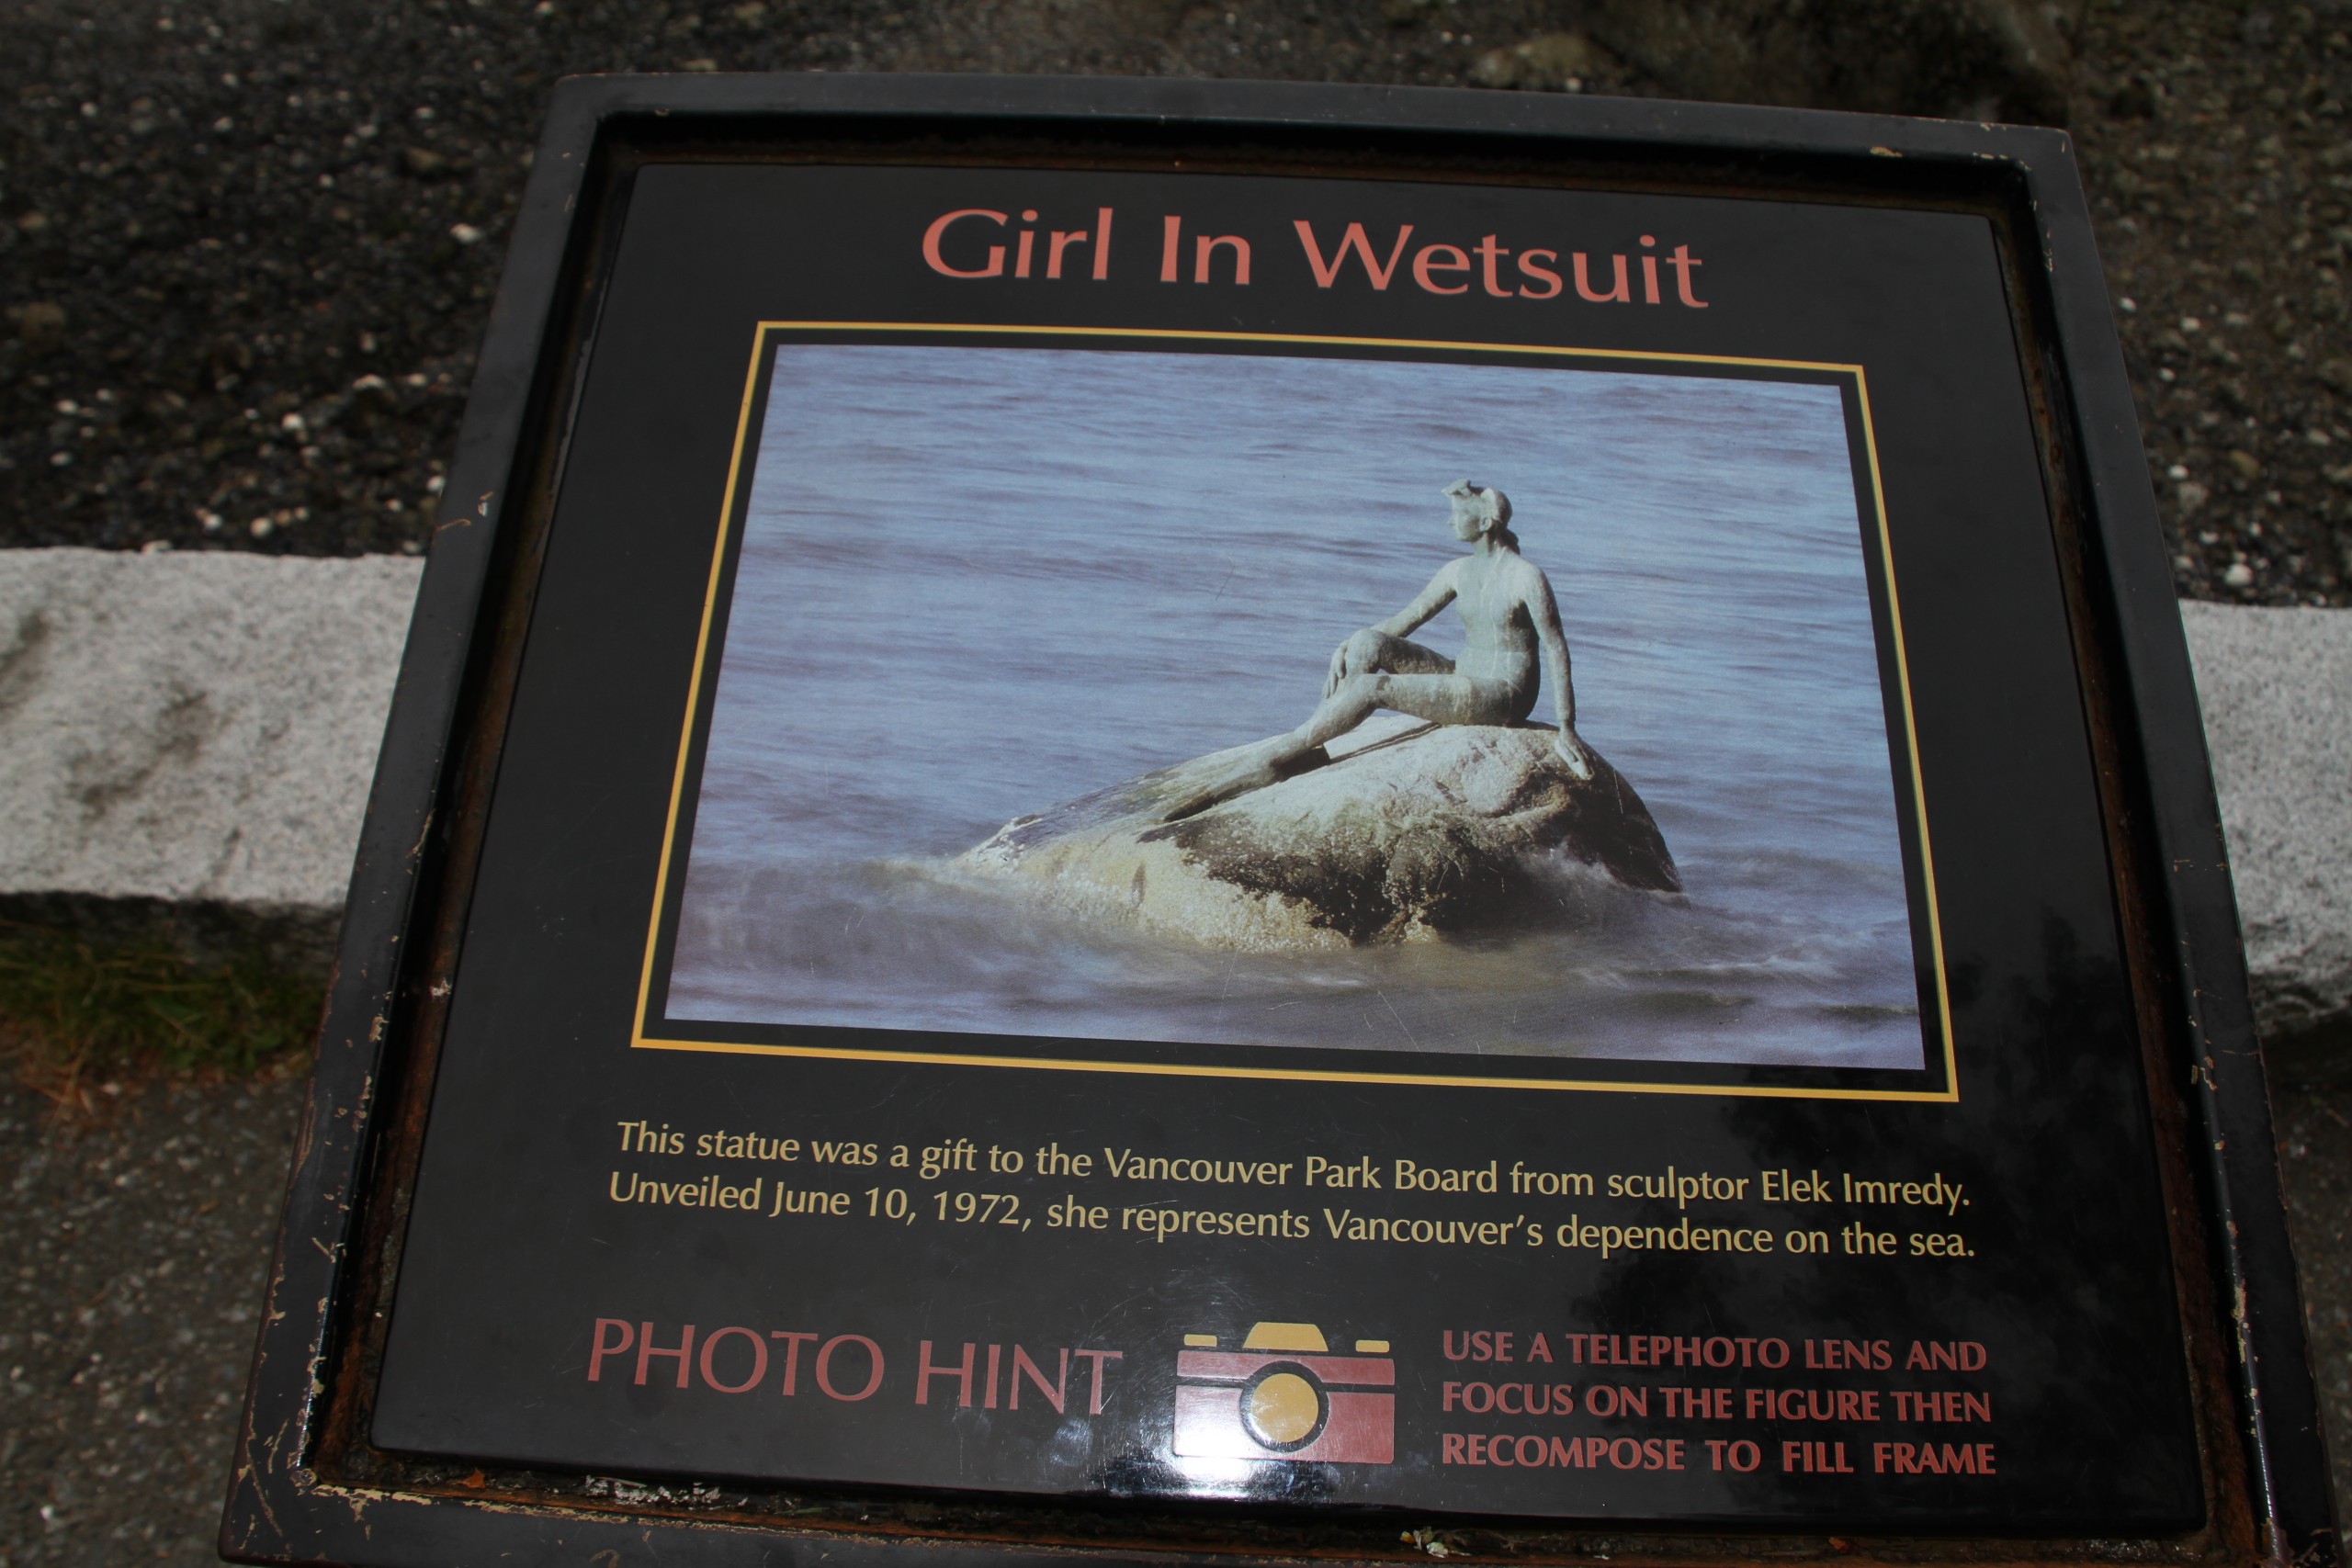 Girl In Wetsuit
This statue was a gift to the Vancouver Park Board from sculptor Elek Imredy.
Unveiled June 10, 1972, she represents Vancouver's dependence on the sea.
PHOTO HINT
USE A TELEPHOTO LENS AND
FOCUS ON THE FIGURE THEN
RECOMPOSE TO FILL FRAME